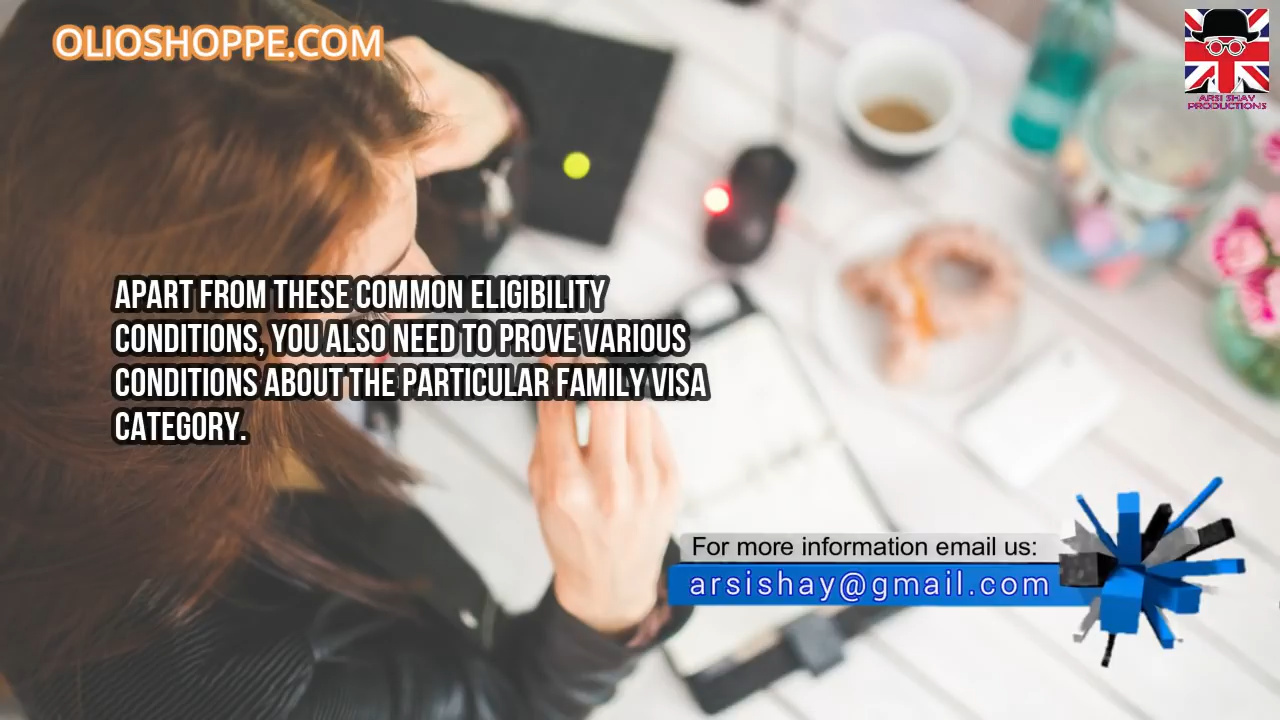 OLIOSHOPPE.COM
ARSI SHAY
PRODUCTIONS
APART FROM THESE COMMON ELIGIBILITY
CONDITIONS, YOU ALSO NEED TO PROVE VARIOUS
CONDITIONS ABOUT THE PARTICULAR FAMILY VISA
CATEGORY.
For more information email us:
arsishay@gmail.com